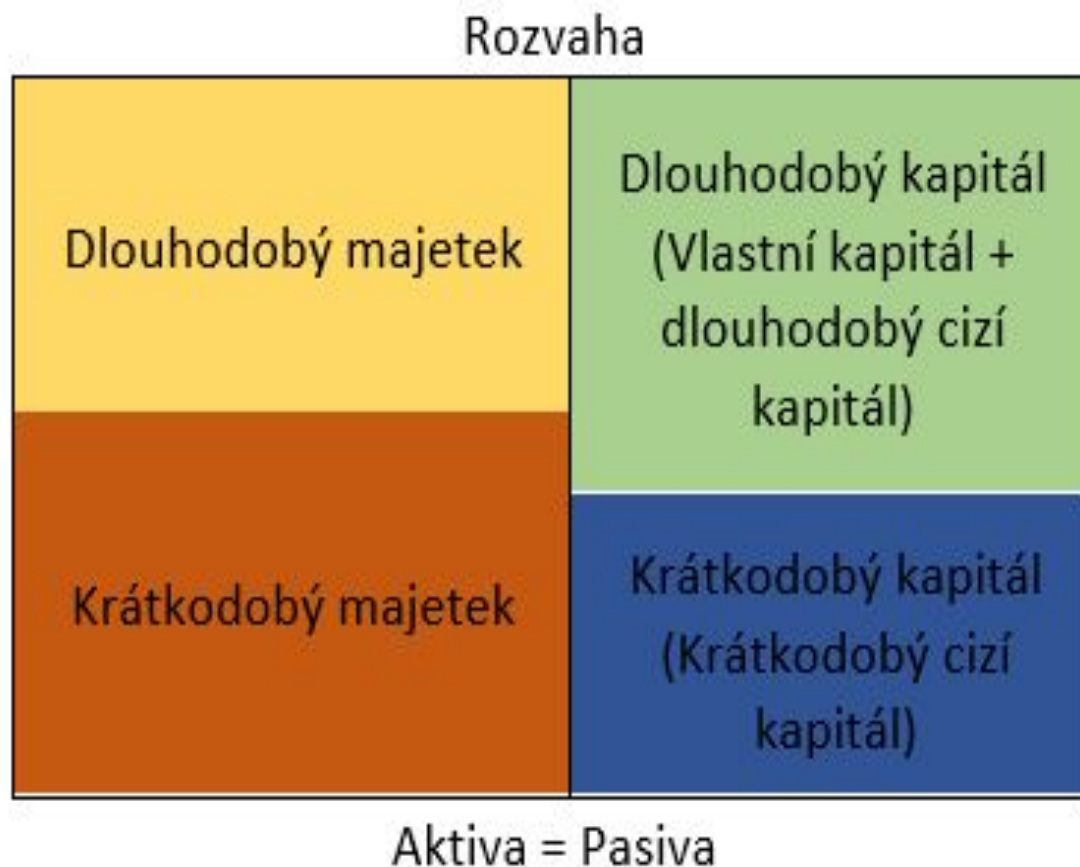 Rozvaha
Dlouhodobý majetek
Krátkodobý majetek
Dlouhodobý kapitál
(Vlastní kapitál +
dlouhodobý cizí
kapitál)
Krátkodobý kapitál
(Krátkodobý cizí
kapitál)
Aktiva = Pasiva